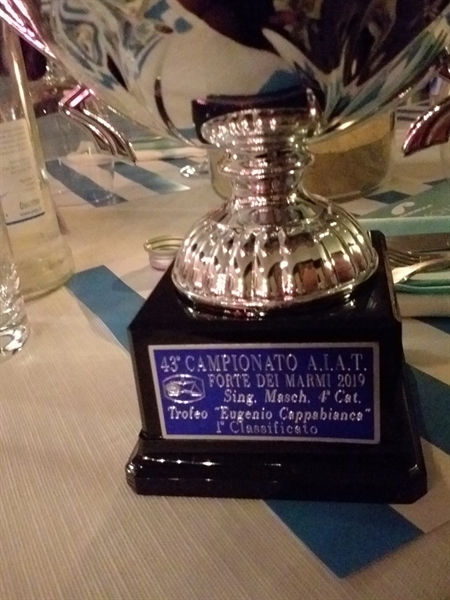 43° CAMPIONATO A.I.A.T.
FORTE DEI MARMI 2019
Sing. Masch. 4ª Cat.
Trofeo "Eugenio Cappabianca"
1° Classificato